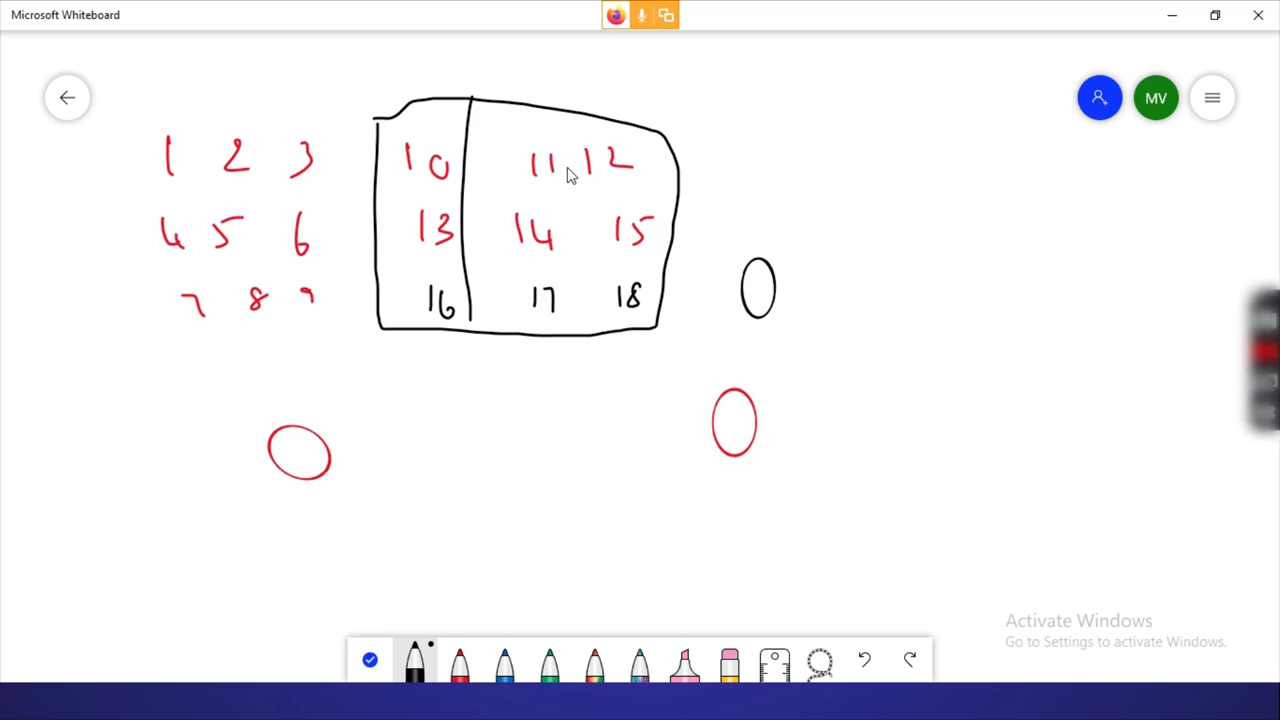 Microsoft Whiteboard
MV
1 2 3 10 11 12
4 5 6 13 14 15
7 8 9 16 17 18
Activate Windows
Go to Settings to activate Windows.